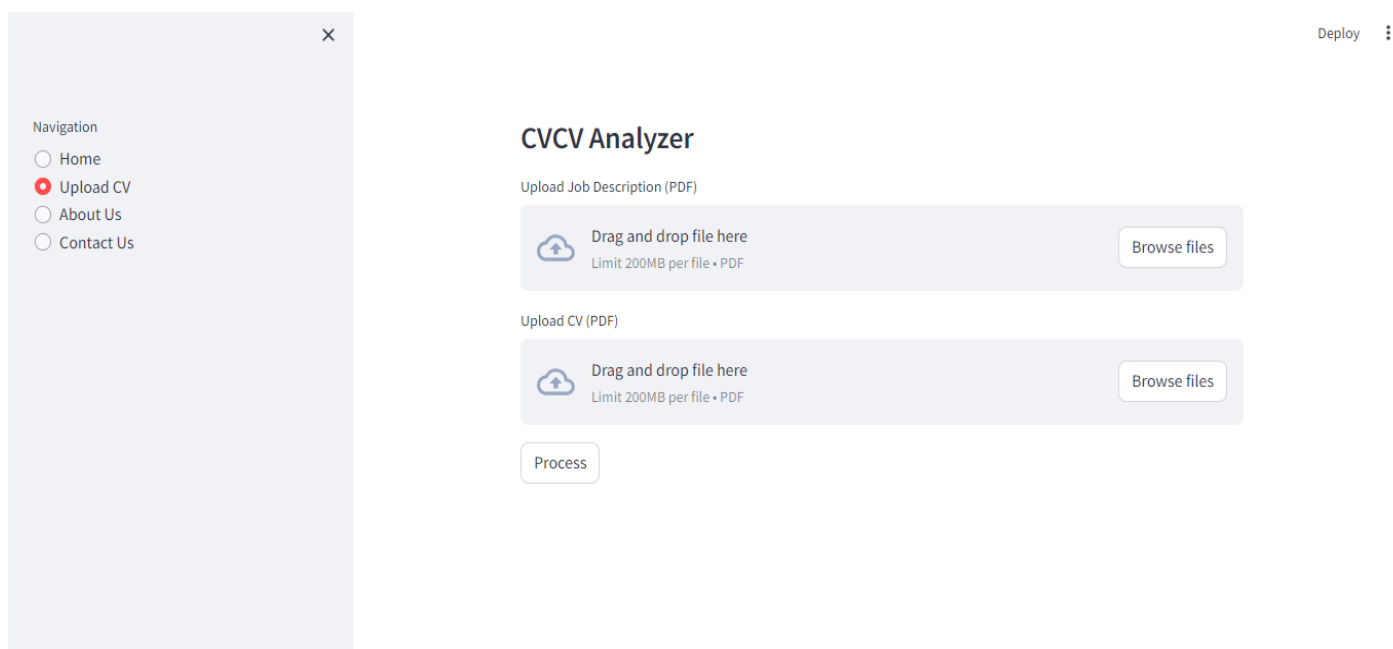 Deploy
Navigation
Home
Upload CV
About Us
Contact Us
CVCV Analyzer
Upload Job Description (PDF)
Drag and drop file here
Limit 200MB per file • PDF
Browse files
Upload CV (PDF)
Drag and drop file here
Limit 200MB per file • PDF
Browse files
Process